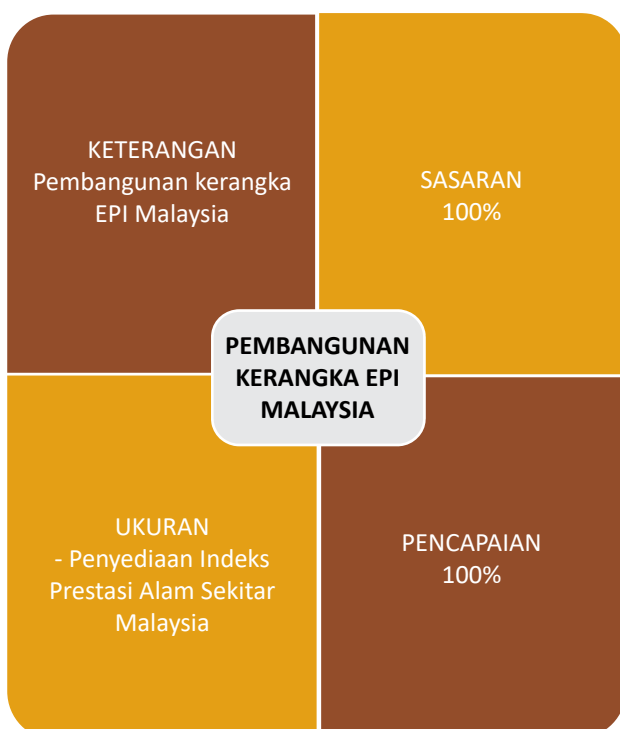 KETERANGAN
Pembangunan kerangka
EPI Malaysia
SASARAN
100%
PEMBANGUNAN
KERANGKA EPI
MALAYSIA
UKURAN
- Penyediaan Indeks
Prestasi Alam Sekitar
Malaysia
PENCAPAIAN
100%